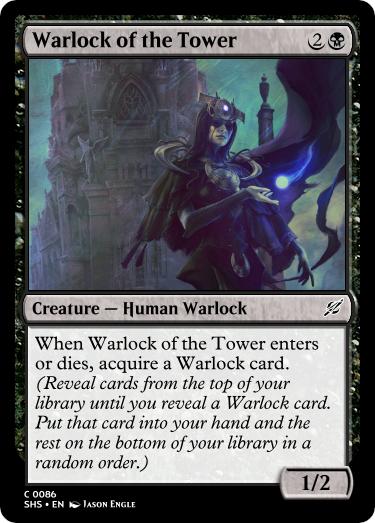 Warlock of the Tower 2
Creature — Human Warlock
When Warlock of the Tower enters
or dies, acquire a Warlock card.
(Reveal cards from the top of your
library until you reveal a Warlock card.
Put that card into your hand and the
rest on the bottom of your library in a
random order.)
1/2
C 0086
SHS • EN Jason Engle